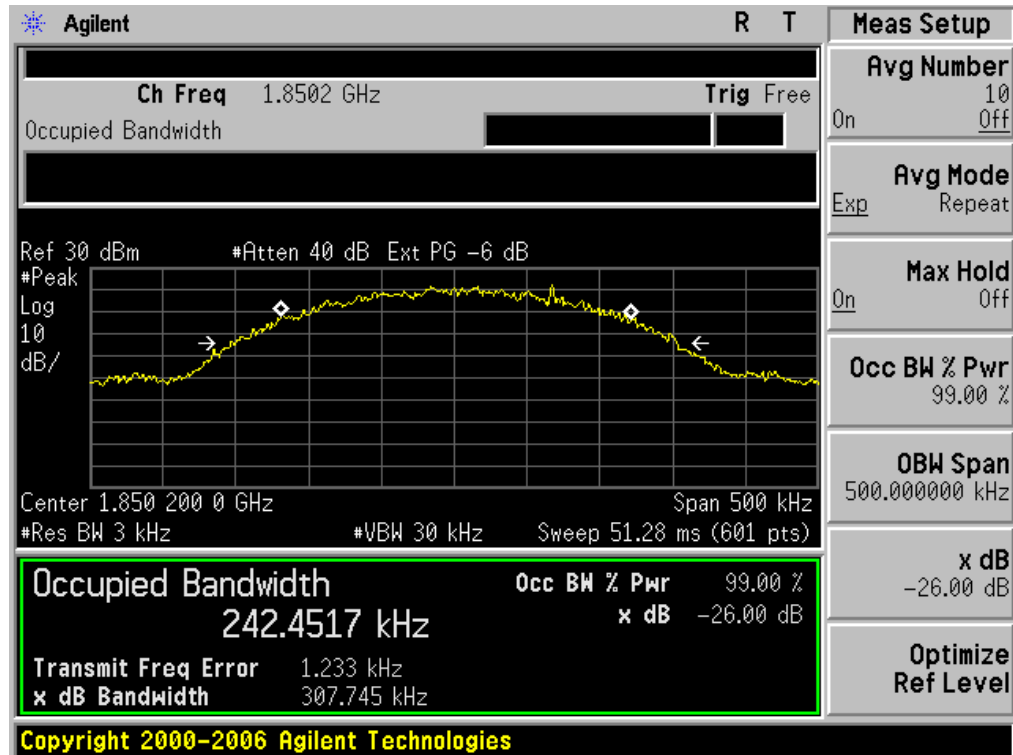 Agilent R T
Ch Freq 1.8502 GHz Trig Free
Occupied Bandwidth
Ref 30 dBm #Atten 40 dB Ext PG -6 dB
#Peak
Log
10
dB/
Center 1.850 200 0 GHz Span 500 kHz
#Res BW 3 kHz #VBW 30 kHz Sweep 51.28 ms (601 pts)
Occupied Bandwidth Occ BW % Pwr 99.00 %
242.4517 kHz x dB -26.00 dB
Transmit Freq Error 1.233 kHz
x dB Bandwidth 307.745 kHz
Copyright 2000-2006 Agilent Technologies
Meas Setup
Avg Number
10
On Off
Avg Mode
Exp Repeat
Max Hold
On Off
Occ BW % Pwr
99.00 %
OBW Span
500.000000 kHz
x dB
-26.00 dB
Optimize
Ref Level